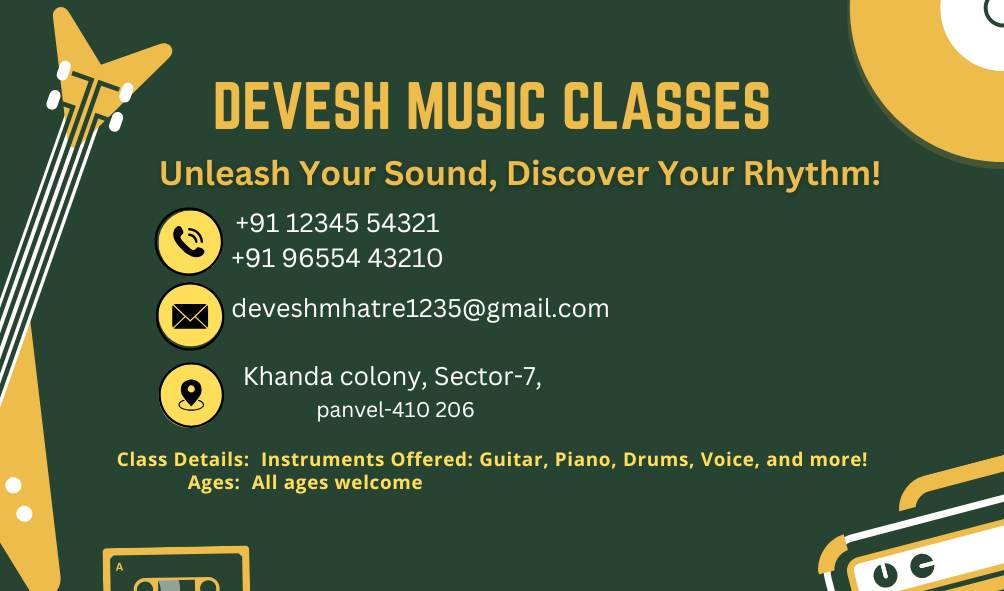 DEVESH MUSIC CLASSES
Unleash Your Sound, Discover Your Rhythm!
+91 12345 54321
+91 96554 43210
deveshmhatre1235@gmail.com
Khanda colony, Sector-7,
panvel-410 206
Class Details:  Instruments Offered: Guitar, Piano, Drums, Voice, and more!
Ages:  All ages welcome
A